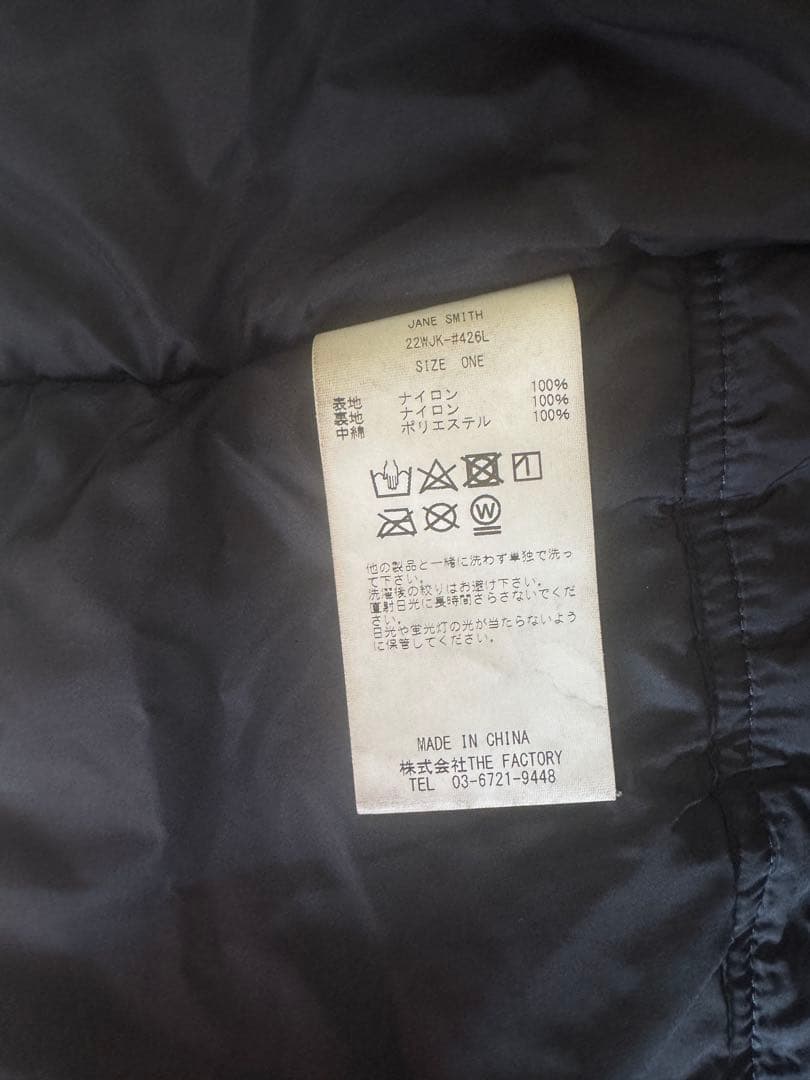 JANE SMITH
22WJK-#426L
SIZE ONE
表地 ナイロン 100%
裏地 ナイロン 100%
中綿 ポリエステル 100%
W
他の製品と一緒に洗わず単独で洗っ
て下さい。
洗濯後の絞りはお避け下さい。
直射日光に長時間さらさないでくだ
さい。
日光や蛍光灯の光が当たらないよう
に保管してください。
MADE IN CHINA
株式会社THE FACTORY
TEL 03-6721-9448